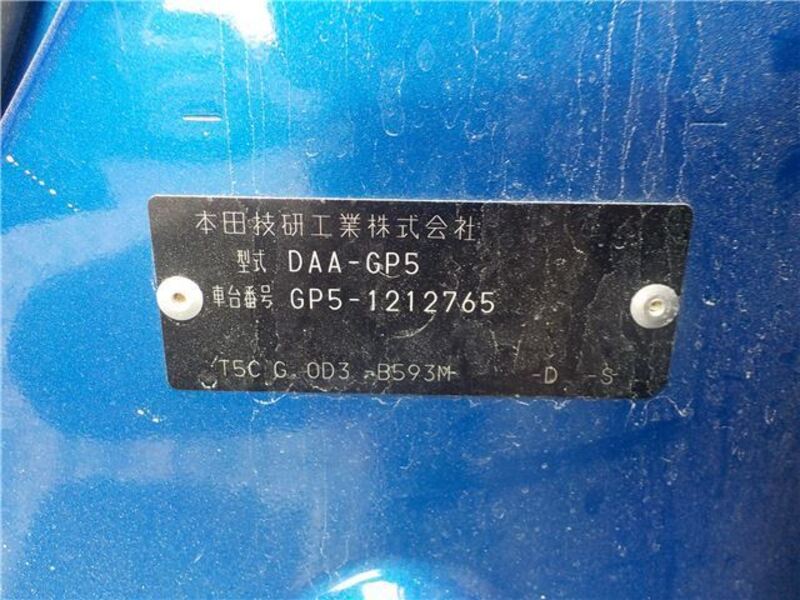 本田技研工業株式会社
型式 DAA-GP5
車台番号 GP5-1212765
T5C G 0D3 -B593M- -D -S